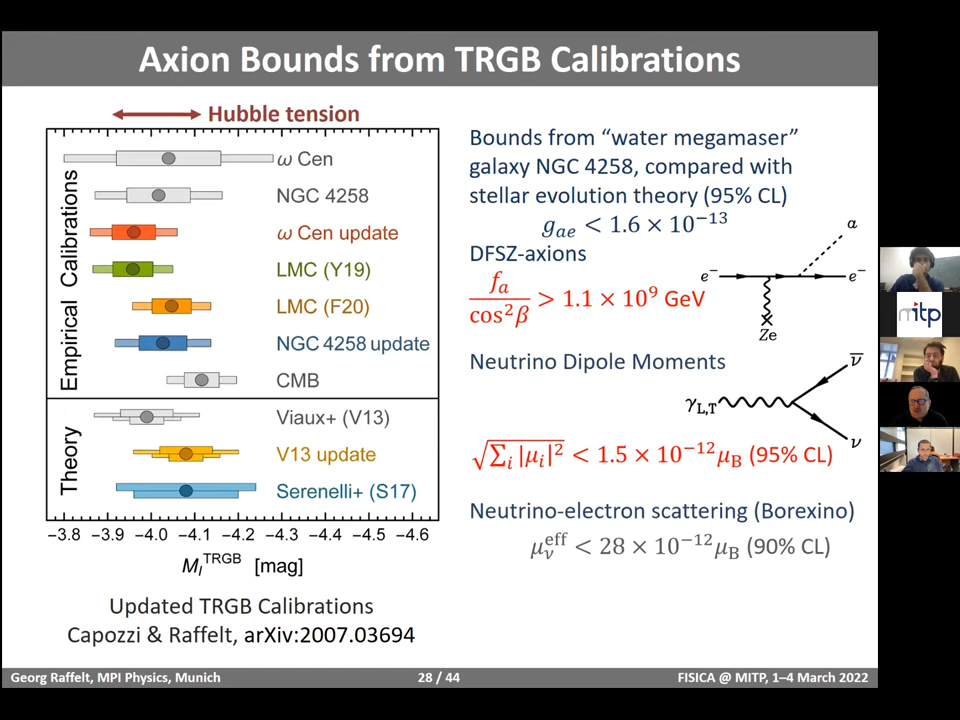 Axion Bounds from TRGB Calibrations
Hubble tension
Empirical Calibrations
ω Cen
NGC 4258
ω Cen update
LMC (Y19)
LMC (F20)
NGC 4258 update
CMB
Theory
Viaux+ (V13)
V13 update
Serenelli+ (S17)
−3.8 −3.9 −4.0 −4.1 −4.2 −4.3 −4.4 −4.5 −4.6
M_I^TRGB [mag]
Updated TRGB Calibrations
Capozzi & Raffelt, arXiv:2007.03694
Bounds from “water megamaser”
galaxy NGC 4258, compared with
stellar evolution theory (95% CL)
g_ae < 1.6 × 10^−13
DFSZ-axions
f_a / cos²β > 1.1 × 10⁹ GeV
a
e⁻ e⁻
Ze
Neutrino Dipole Moments
γ_L,T
ν̅
ν
√Σ_i |μ_i|² < 1.5 × 10^−12 μ_B (95% CL)
Neutrino-electron scattering (Borexino)
μ_ν^eff < 28 × 10^−12 μ_B (90% CL)
mitp
Georg Raffelt, MPI Physics, Munich
28 / 44
FISICA @ MITP, 1–4 March 2022